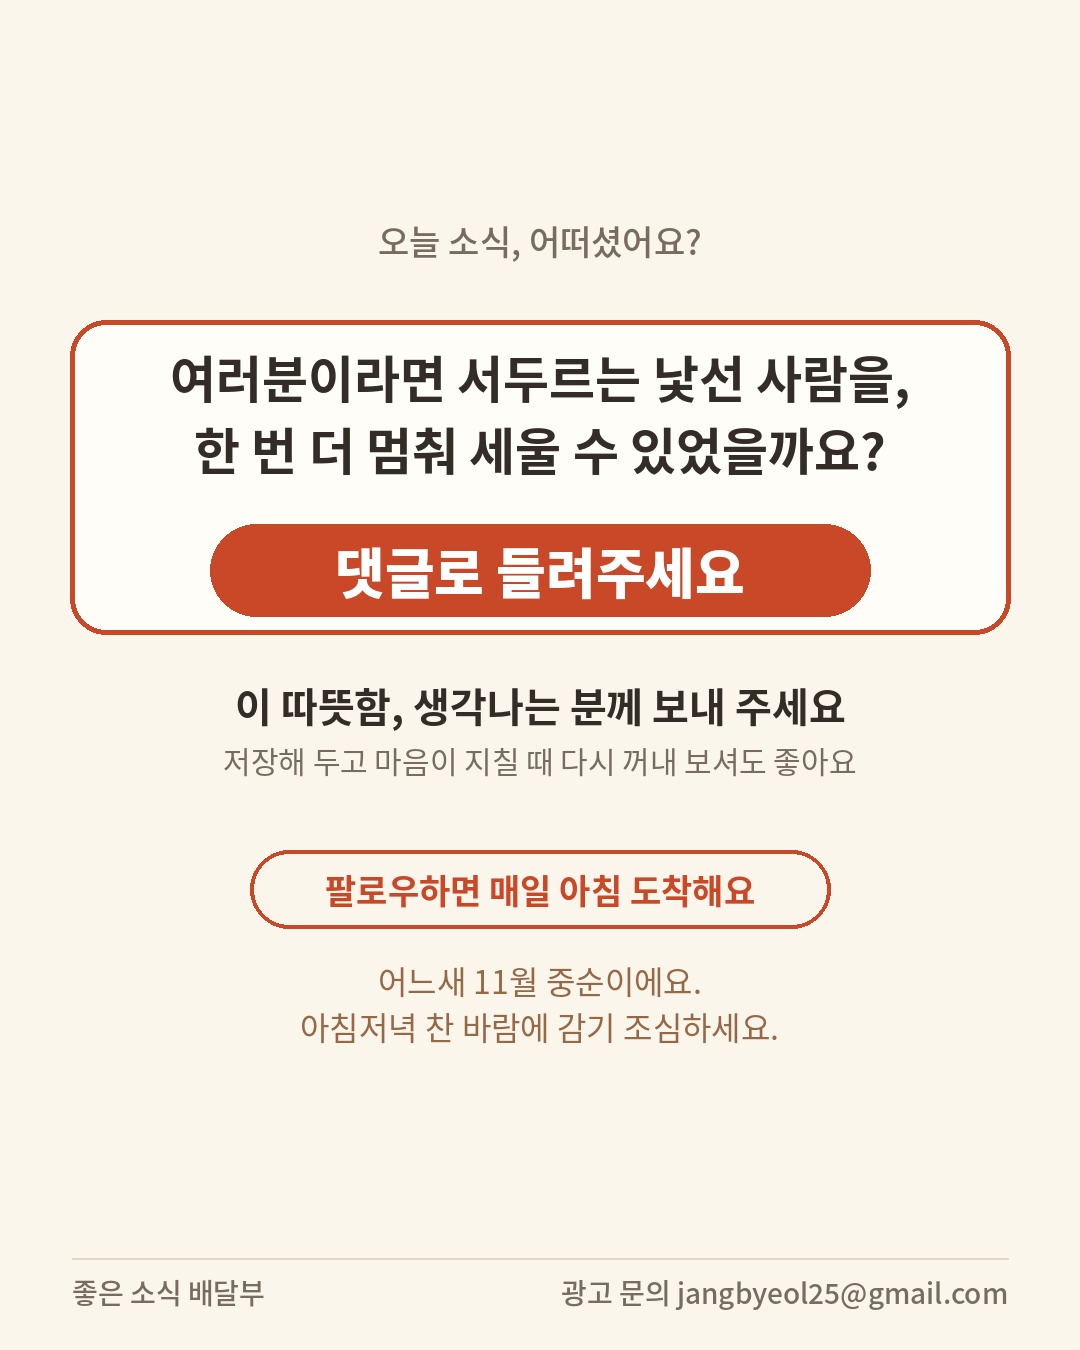 오늘 소식, 어떠셨어요?
여러분이라면 서두르는 낯선 사람을,
한 번 더 멈춰 세울 수 있었을까요?
댓글로 들려주세요
이 따뜻함, 생각나는 분께 보내 주세요
저장해 두고 마음이 지칠 때 다시 꺼내 보셔도 좋아요
팔로우하면 매일 아침 도착해요
어느새 11월 중순이에요.
아침저녁 찬 바람에 감기 조심하세요.
좋은 소식 배달부
광고 문의 jangbyeol25@gmail.com